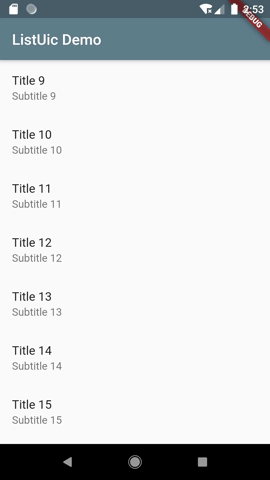 2:53
DEBUG
ListUic Demo
Title 9
Subtitle 9
Title 10
Subtitle 10
Title 11
Subtitle 11
Title 12
Subtitle 12
Title 13
Subtitle 13
Title 14
Subtitle 14
Title 15
Subtitle 15